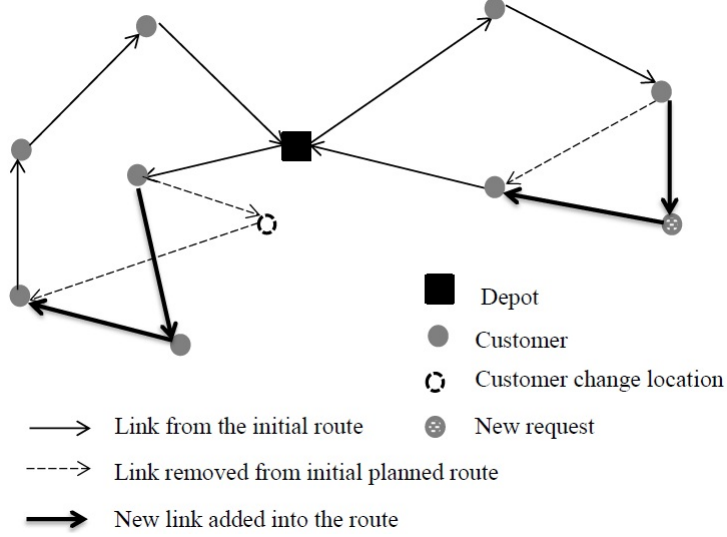 Depot
Customer
Customer change location
New request
Link from the initial route
Link removed from initial planned route
New link added into the route